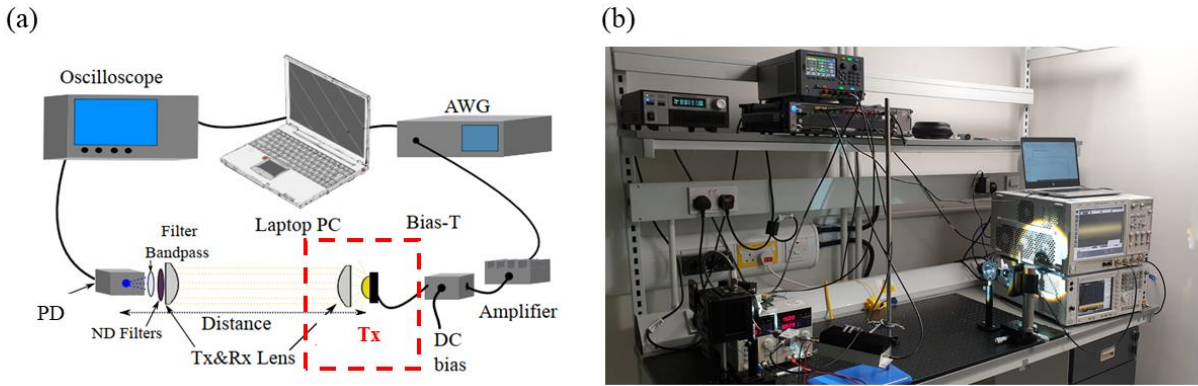 (a)
(b)
Oscilloscope
AWG
Laptop PC
Bias-T
Filter
Bandpass
PD
ND Filters
Distance
Tx
Amplifier
Tx&Rx Lens
DC
bias